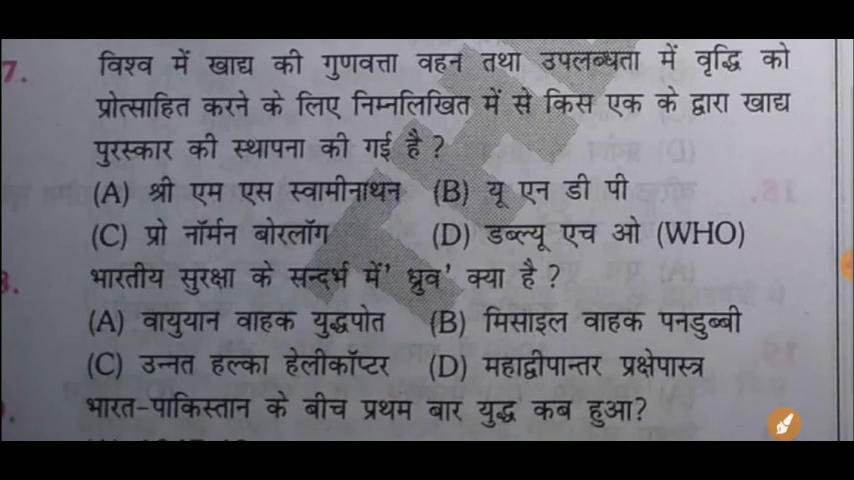 7. विश्व में खाद्य की गुणवत्ता वहन तथा उपलब्धता में वृद्धि को
प्रोत्साहित करने के लिए निम्नलिखित में से किस एक के द्वारा खाद्य
पुरस्कार की स्थापना की गई है ?
(A) श्री एम एस स्वामीनाथन (B) यू एन डी पी
(C) प्रो नॉर्मन बोरलॉग (D) डब्ल्यू एच ओ (WHO)
भारतीय सुरक्षा के सन्दर्भ में' ध्रुव' क्या है ?
(A) वायुयान वाहक युद्धपोत (B) मिसाइल वाहक पनडुब्बी
(C) उन्नत हल्का हेलीकॉप्टर (D) महाद्वीपान्तर प्रक्षेपास्त्र
भारत-पाकिस्तान के बीच प्रथम बार युद्ध कब हुआ?